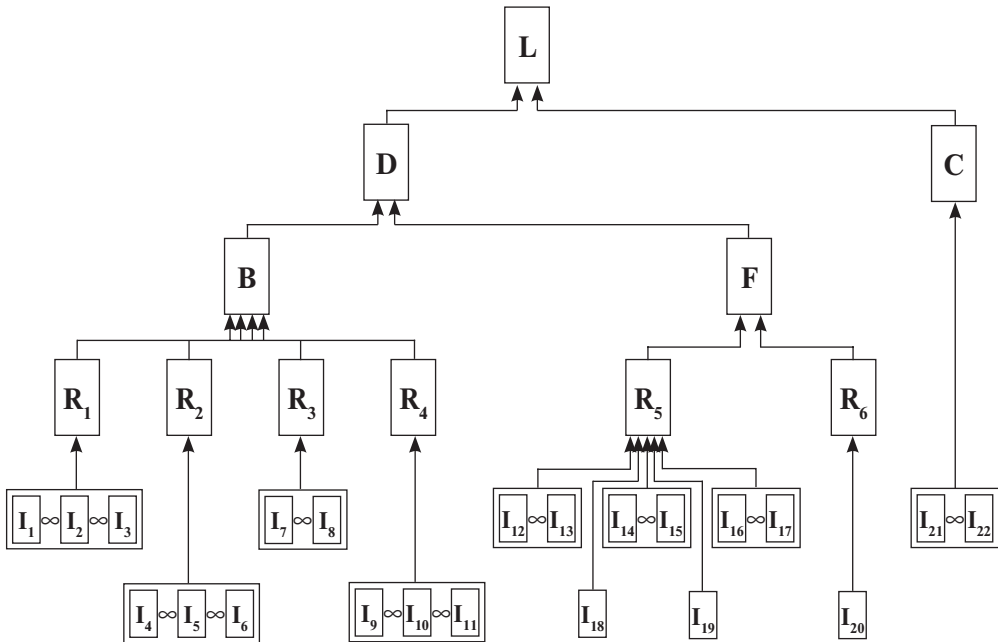 L
D C
B F
R₁ R₂ R₃ R₄ R₅ R₆
I₁ ∞ I₂ ∞ I₃ I₇ ∞ I₈ I₁₂ ∞ I₁₃ I₁₄ ∞ I₁₅ I₁₆ ∞ I₁₇ I₂₁ ∞ I₂₂
I₄ ∞ I₅ ∞ I₆ I₉ ∞ I₁₀ ∞ I₁₁ I₁₈ I₁₉ I₂₀